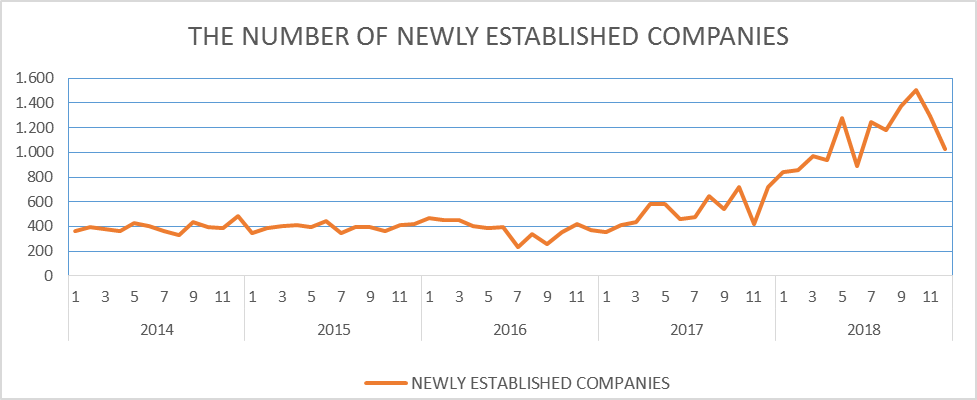 THE NUMBER OF NEWLY ESTABLISHED COMPANIES
1.600
1.400
1.200
1.000
800
600
400
200
0
1 3 5 7 9 11 1 3 5 7 9 11 1 3 5 7 9 11 1 3 5 7 9 11 1 3 5 7 9 11
2014 2015 2016 2017 2018
NEWLY ESTABLISHED COMPANIES